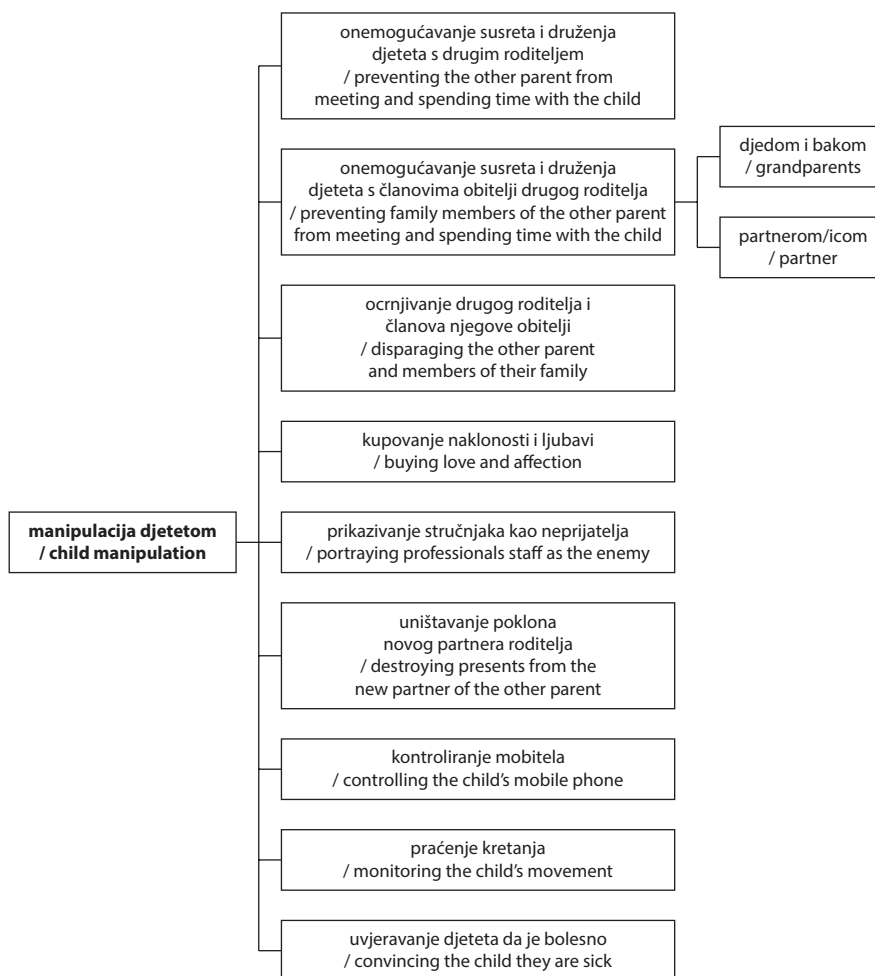 onemogućavanje susreta i druženja
djeteta s drugim roditeljem
/ preventing the other parent from
meeting and spending time with the child
onemogućavanje susreta i druženja
djeteta s članovima obitelji drugog roditelja
/ preventing family members of the other parent
from meeting and spending time with the child
djedom i bakom
/ grandparents
partnerom/icom
/ partner
ocrnjivanje drugog roditelja i
članova njegove obitelji
/ disparaging the other parent
and members of their family
kupovanje naklonosti i ljubavi
/ buying love and affection
manipulacija djetetom
/ child manipulation
prikazivanje stručnjaka kao neprijatelja
/ portraying professionals staff as the enemy
uništavanje poklona
novog partnera roditelja
/ destroying presents from the
new partner of the other parent
kontroliranje mobitela
/ controlling the child’s mobile phone
praćenje kretanja
/ monitoring the child’s movement
uvjeravanje djeteta da je bolesno
/ convincing the child they are sick